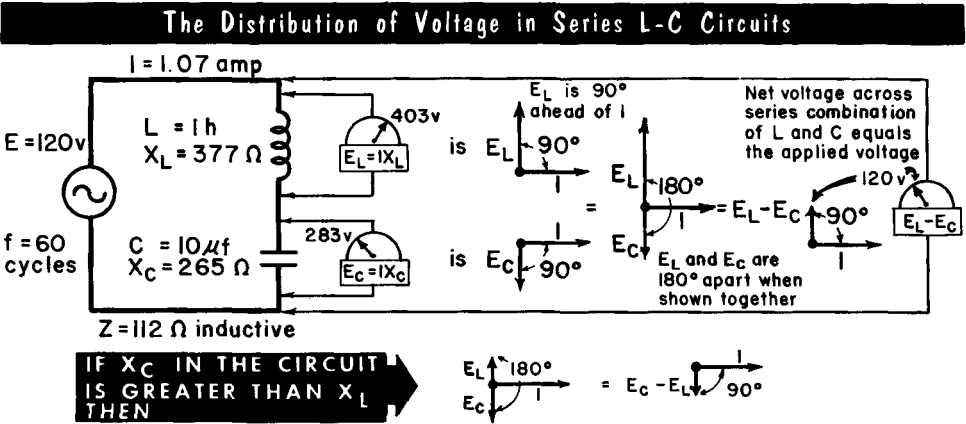 The Distribution of Voltage in Series L-C Circuits
I = 1.07 amp
E = 120v
L = 1h
X_L = 377 Ω
403v
E_L = IX_L
f = 60
cycles
C = 10 μf
X_C = 265 Ω
283v
E_C = IX_C
Z = 112 Ω inductive
is E_L
E_L is 90°
ahead of I
90°
I
is E_C
I
90°
=
E_L
180°
I
E_C
E_L and E_C are
180° apart when
shown together
= E_L - E_C
Net voltage across
series combination
of L and C equals
the applied voltage
120v
90°
I
E_L - E_C
IF X_C IN THE CIRCUIT
IS GREATER THAN X_L
THEN
E_L
180°
I
E_C
= E_C - E_L
I
90°